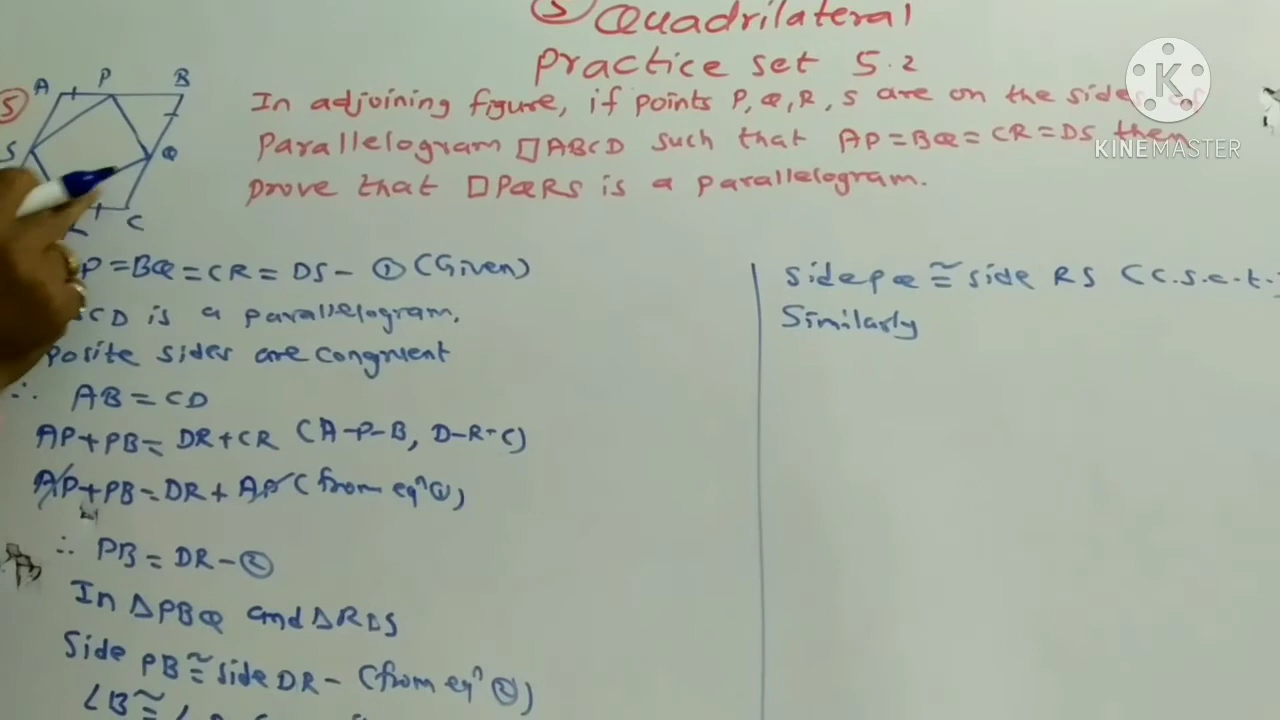 5 Quadrilateral
Practice set 5.2
K
KINEMASTER
5
A P B
S Q
C
In adjoining figure, if points P, Q, R, S are on the sides of
Parallelogram □ABCD such that AP=BQ=CR=DS then
prove that □PQRS is a parallelogram.
P=BQ=CR=DS- ① (Given)
CD is a parallelogram.
posite sides are congruent
∴ AB=CD
AP+PB=DR+CR (A-P-B, D-R-C)
AP+PB=DR+AP (from eqⁿ ①)
∴ PB=DR-②
In △PBQ and △RDS
Side PB≅side DR- (from eqⁿ ②)
∠B≅∠
Side PQ≅side RS (C.S.C.T.
Similarly